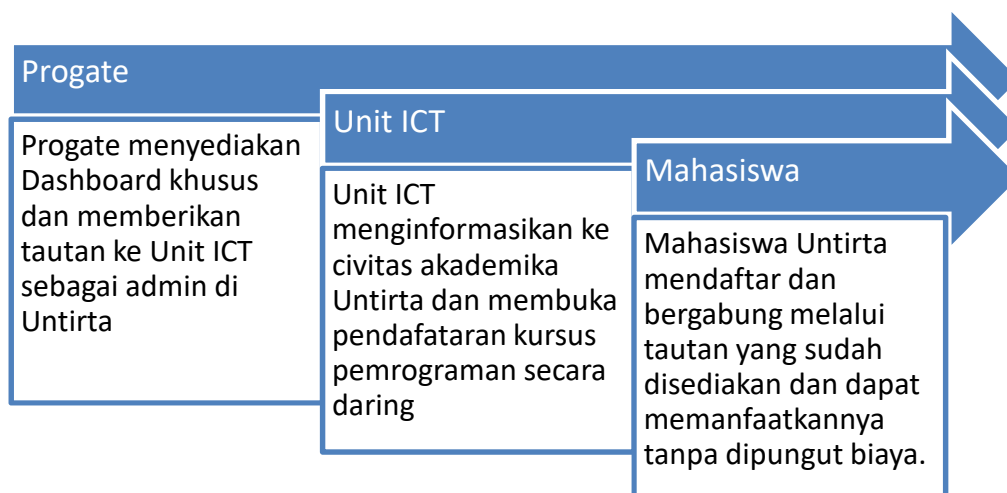 Progate
Progate menyediakan
Dashboard khusus
dan memberikan
tautan ke Unit ICT
sebagai admin di
Untirta
Unit ICT
Unit ICT
menginformasikan ke
civitas akademika
Untirta dan membuka
pendafataran kursus
pemrograman secara
daring
Mahasiswa
Mahasiswa Untirta
mendaftar dan
bergabung melalui
tautan yang sudah
disediakan dan dapat
memanfaatkannya
tanpa dipungut biaya.